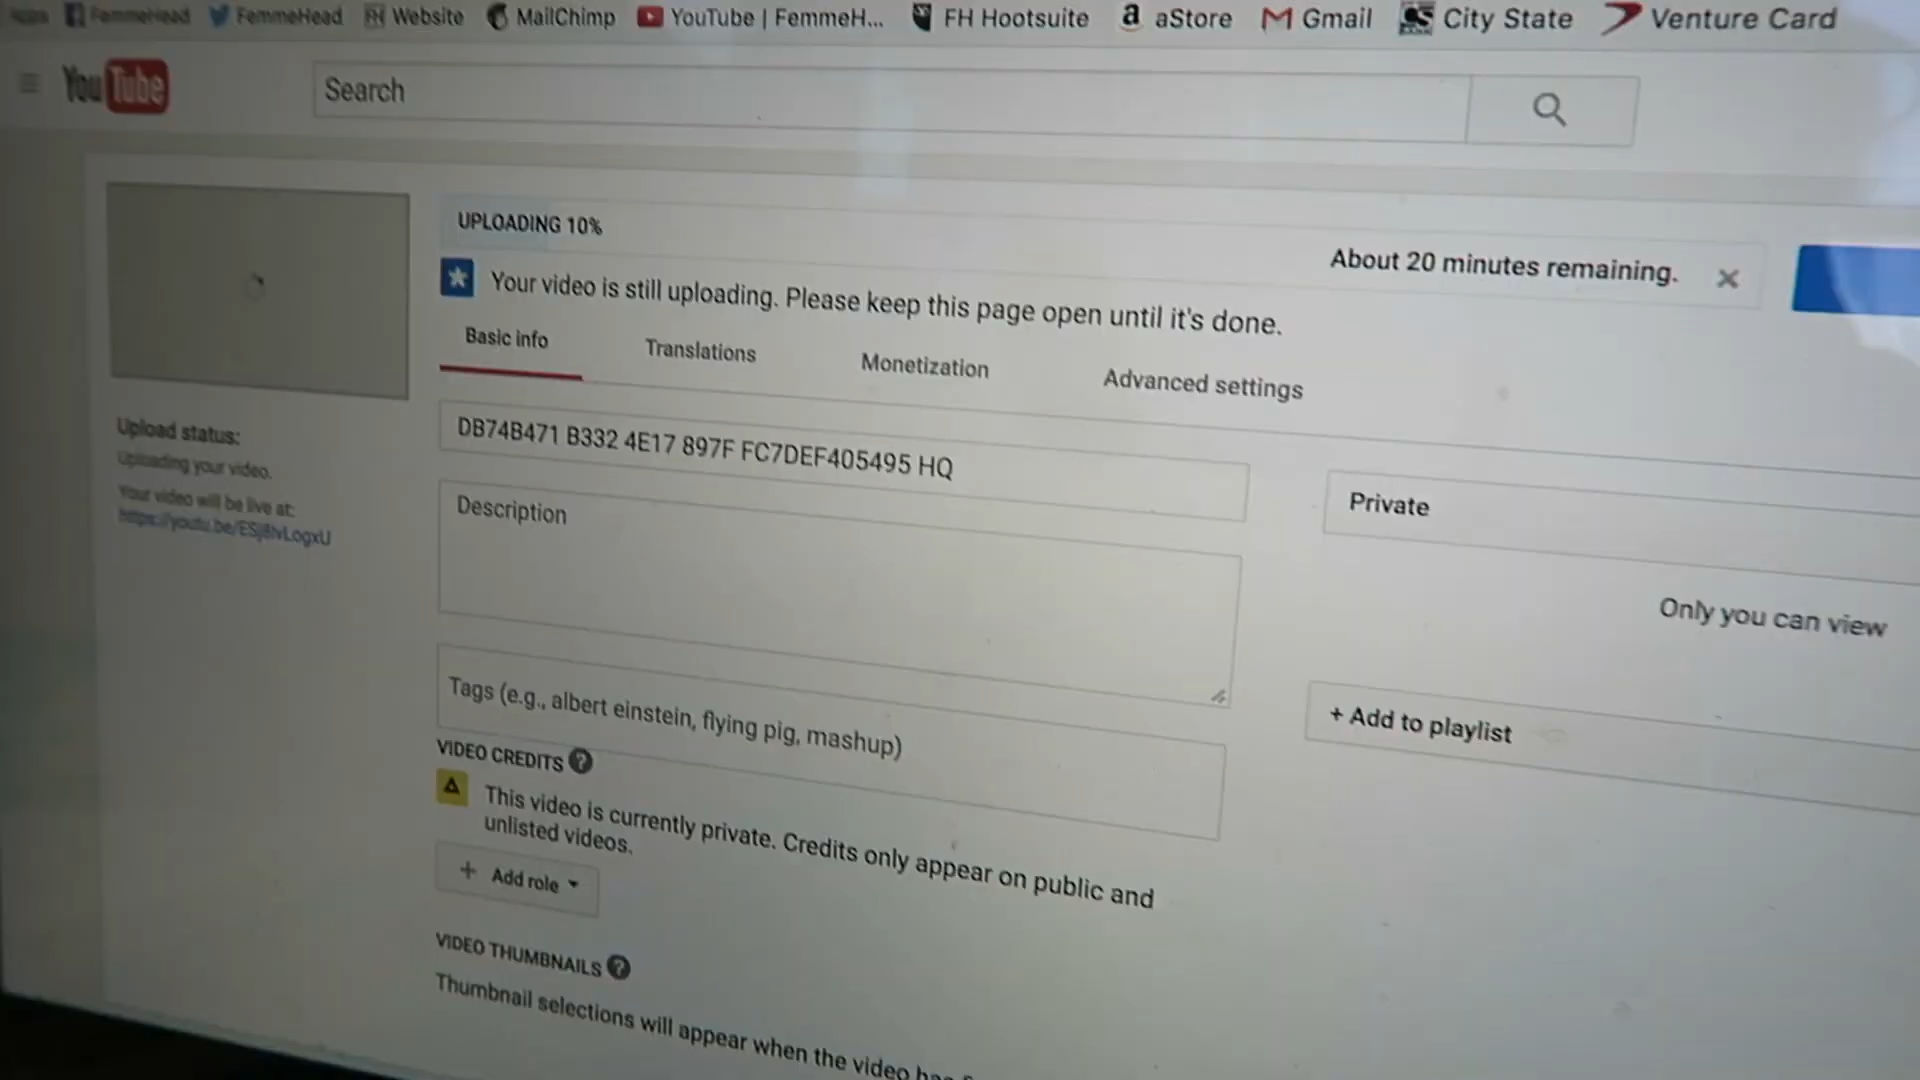 Apps FemmeHead FemmeHead FH Website MailChimp YouTube | FemmeH... FH Hootsuite aStore Gmail City State Venture Card
YouTube Search
UPLOADING 10%
About 20 minutes remaining.
Your video is still uploading. Please keep this page open until it's done.
Basic info Translations Monetization Advanced settings
Upload status:
Uploading your video.
Your video will be live at:
DB74B471 B332 4E17 897F FC7DEF405495 HQ
Private
Description
Only you can view
Tags (e.g., albert einstein, flying pig, mashup)
+ Add to playlist
VIDEO CREDITS ?
This video is currently private. Credits only appear on public and
unlisted videos.
+ Add role
VIDEO THUMBNAILS ?
Thumbnail selections will appear when the video has